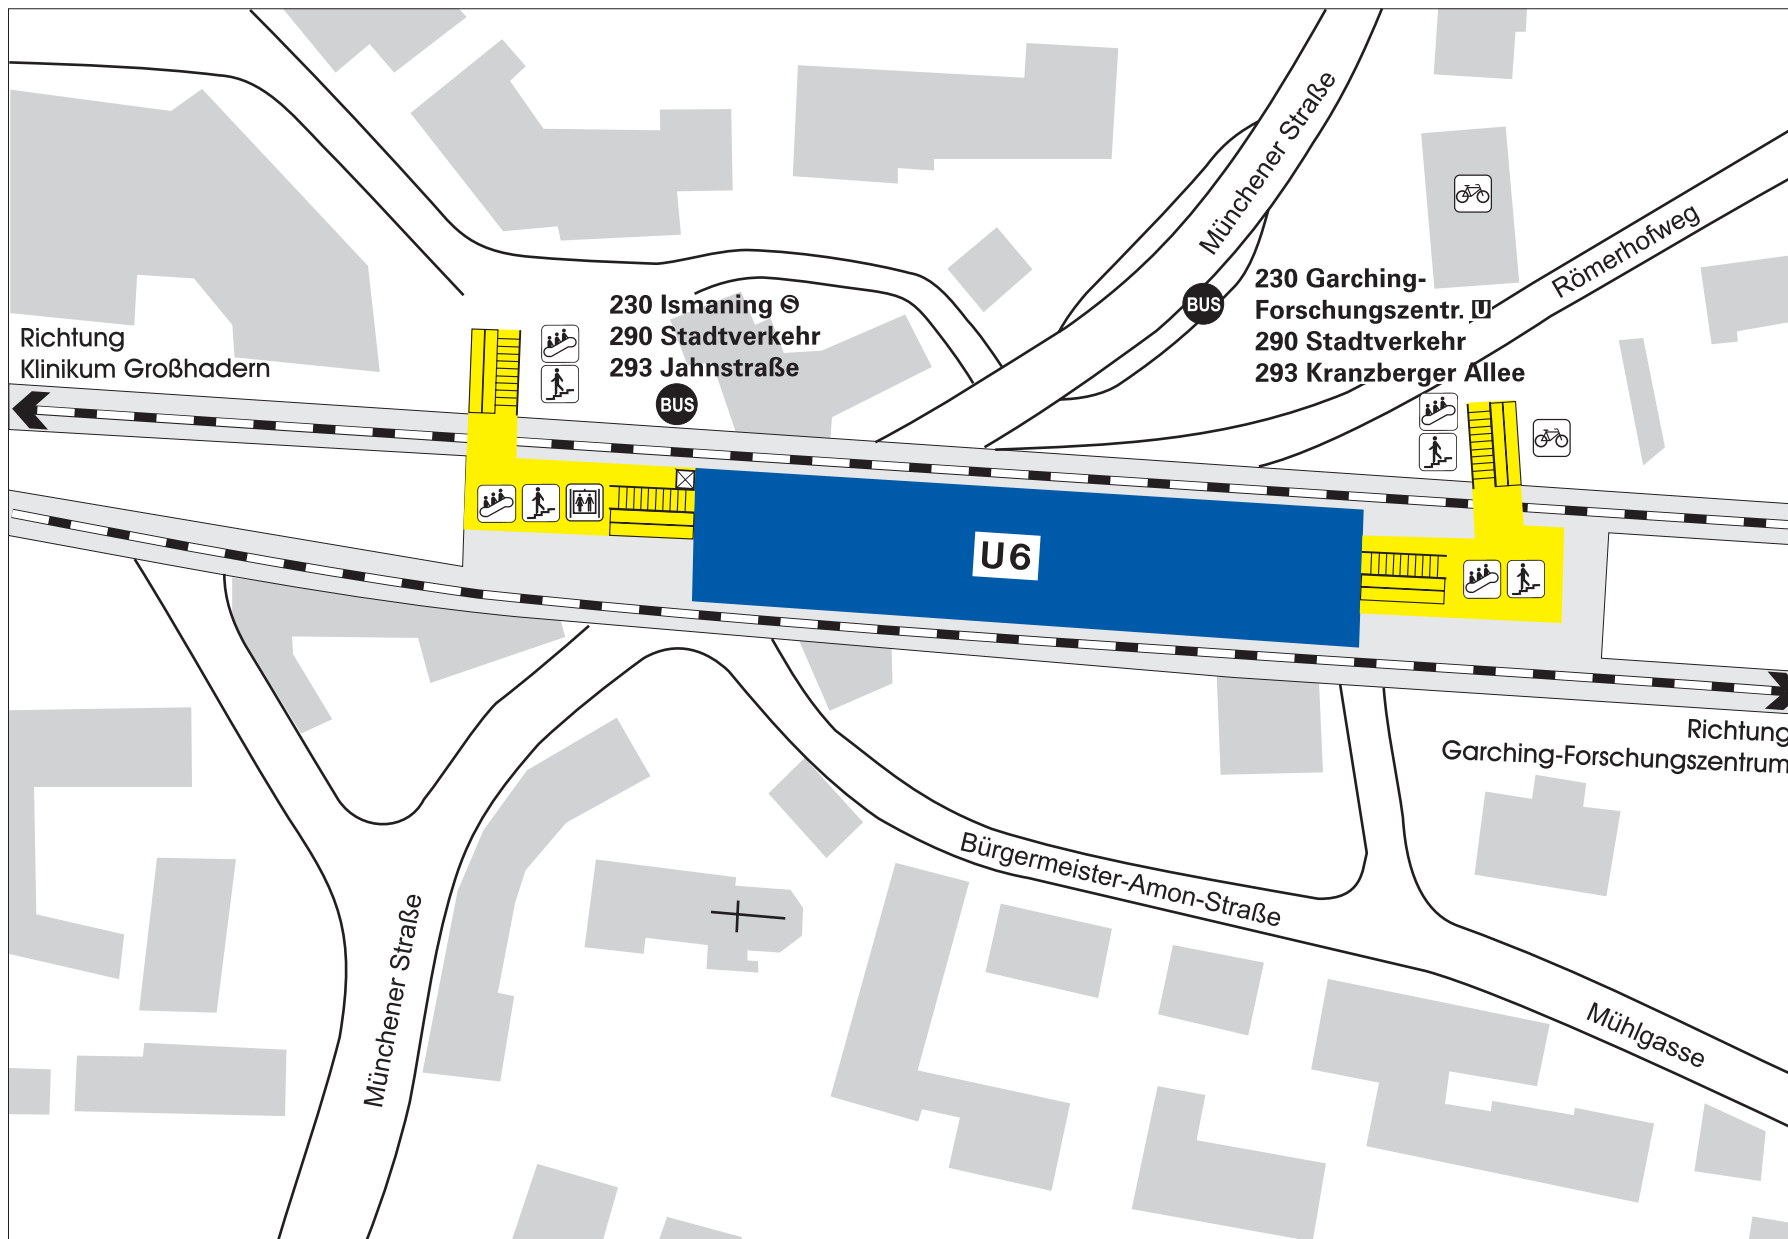 Münchener Straße
Römerhofweg
230 Ismaning S
290 Stadtverkehr
293 Jahnstraße
BUS
230 Garching-
Forschungszentr. U
290 Stadtverkehr
293 Kranzberger Allee
BUS
Richtung
Klinikum Großhadern
U6
Richtung
Garching-Forschungszentrum
Bürgermeister-Amon-Straße
Münchener Straße
Mühlgasse